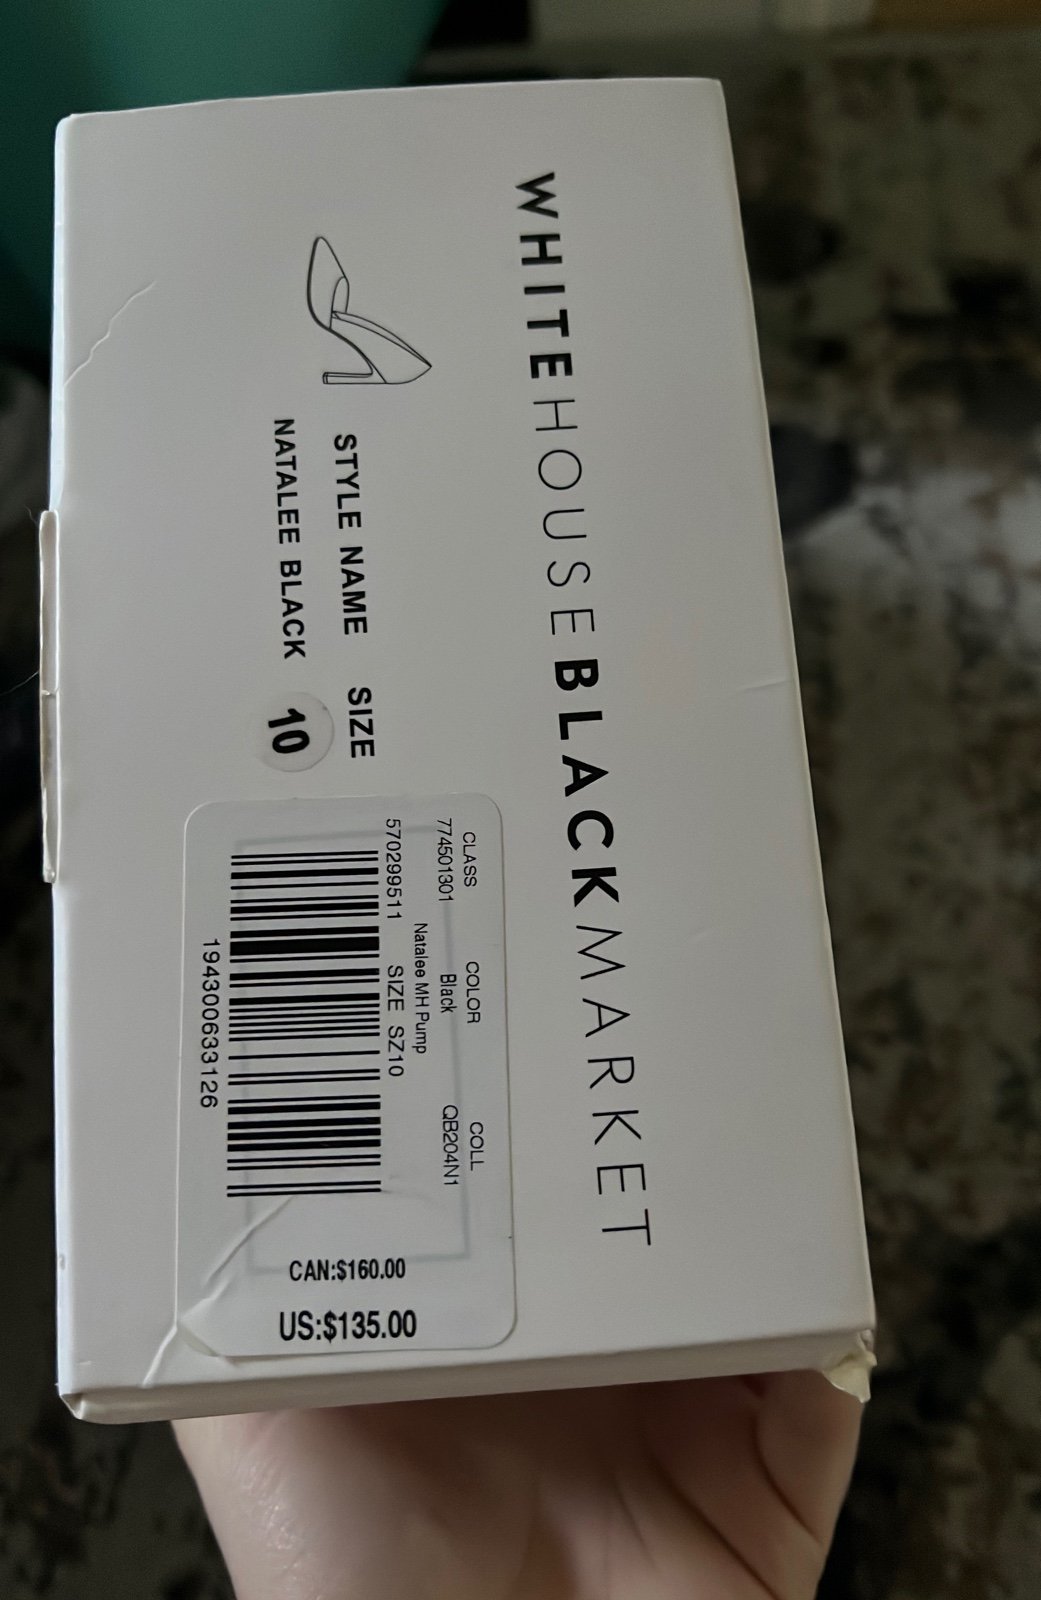 WHITEHOUSEBLACKMARKET
STYLE NAME SIZE
NATALEE BLACK 10
CLASS COLOR COLL
774501301 Black QB204N1
Natalee MH Pump
570299511 SIZE SZ10
194300633126
CAN:$160.00
US:$135.00